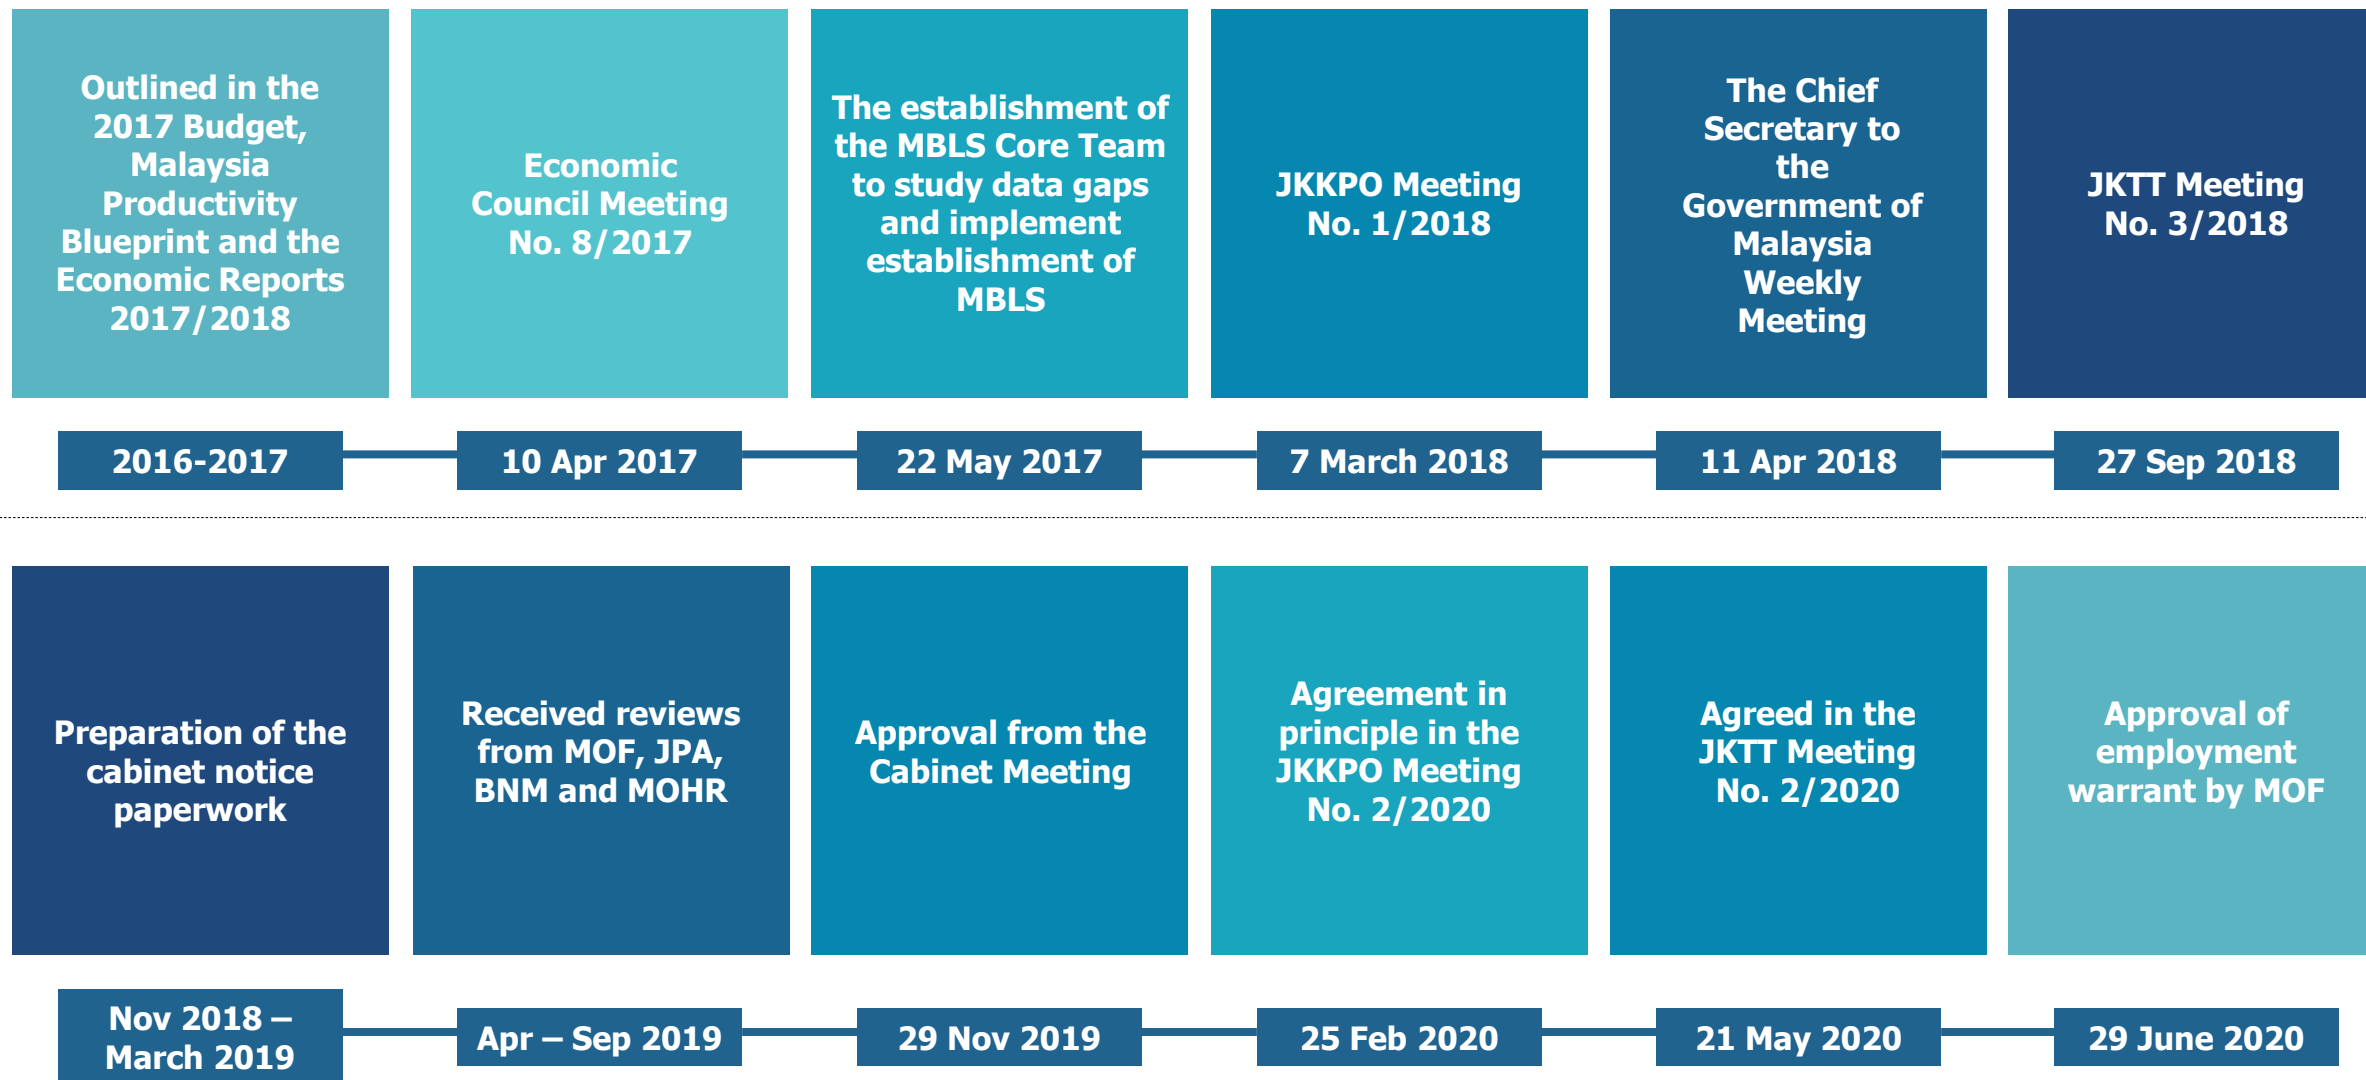 Outlined in the
2017 Budget,
Malaysia
Productivity
Blueprint and the
Economic Reports
2017/2018
Economic
Council Meeting
No. 8/2017
The establishment of
the MBLS Core Team
to study data gaps
and implement
establishment of
MBLS
JKKPO Meeting
No. 1/2018
The Chief
Secretary to
the
Government of
Malaysia
Weekly
Meeting
JKTT Meeting
No. 3/2018
2016-2017
10 Apr 2017
22 May 2017
7 March 2018
11 Apr 2018
27 Sep 2018
Preparation of the
cabinet notice
paperwork
Received reviews
from MOF, JPA,
BNM and MOHR
Approval from the
Cabinet Meeting
Agreement in
principle in the
JKKPO Meeting
No. 2/2020
Agreed in the
JKTT Meeting
No. 2/2020
Approval of
employment
warrant by MOF
Nov 2018 –
March 2019
Apr – Sep 2019
29 Nov 2019
25 Feb 2020
21 May 2020
29 June 2020